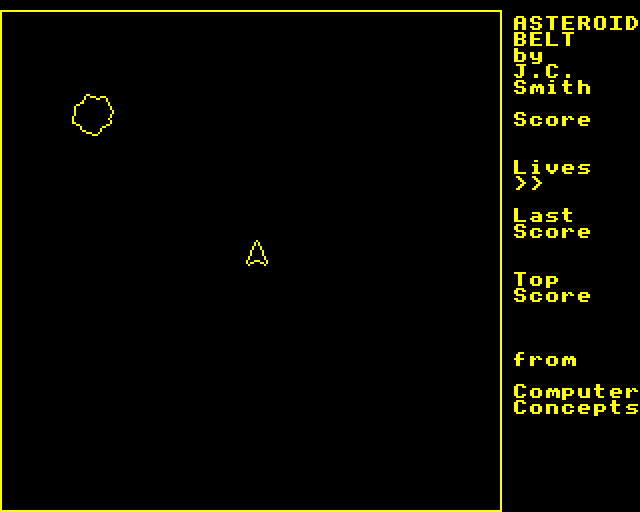 ASTEROID
BELT
by
J.C.
Smith
Score
Lives
>>
Last
Score
Top
Score
from
Computer
Concepts